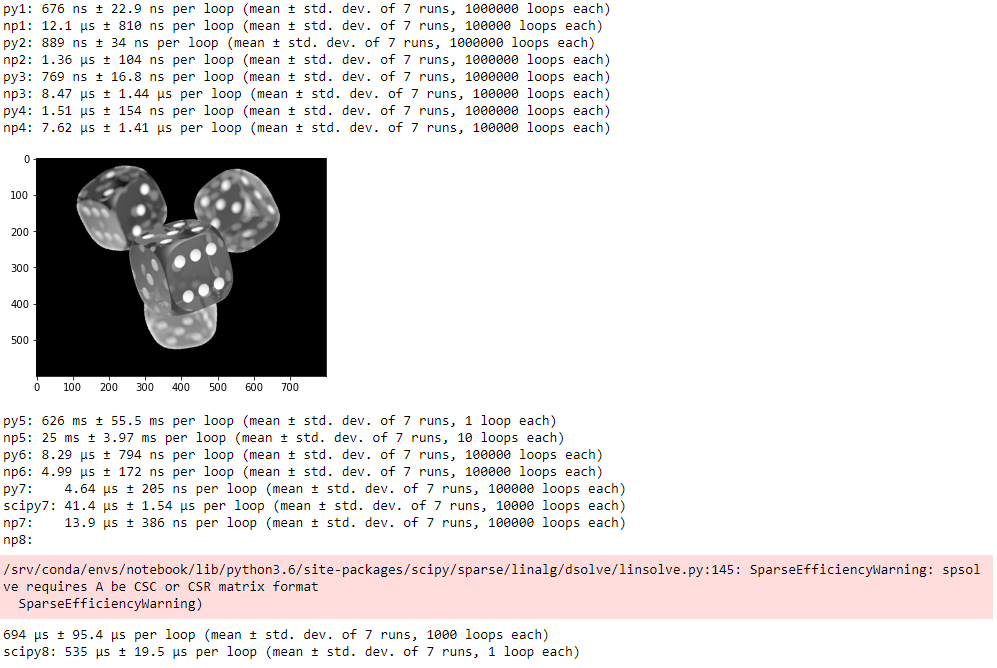 py1: 676 ns ± 22.9 ns per loop (mean ± std. dev. of 7 runs, 1000000 loops each)
np1: 12.1 µs ± 810 ns per loop (mean ± std. dev. of 7 runs, 100000 loops each)
py2: 889 ns ± 34 ns per loop (mean ± std. dev. of 7 runs, 1000000 loops each)
np2: 1.36 µs ± 104 ns per loop (mean ± std. dev. of 7 runs, 1000000 loops each)
py3: 769 ns ± 16.8 ns per loop (mean ± std. dev. of 7 runs, 1000000 loops each)
np3: 8.47 µs ± 1.44 µs per loop (mean ± std. dev. of 7 runs, 100000 loops each)
py4: 1.51 µs ± 154 ns per loop (mean ± std. dev. of 7 runs, 1000000 loops each)
np4: 7.62 µs ± 1.41 µs per loop (mean ± std. dev. of 7 runs, 100000 loops each)
0
100
200
300
400
500
0 100 200 300 400 500 600 700
py5: 626 ms ± 55.5 ms per loop (mean ± std. dev. of 7 runs, 1 loop each)
np5: 25 ms ± 3.97 ms per loop (mean ± std. dev. of 7 runs, 10 loops each)
py6: 8.29 µs ± 794 ns per loop (mean ± std. dev. of 7 runs, 100000 loops each)
np6: 4.99 µs ± 172 ns per loop (mean ± std. dev. of 7 runs, 100000 loops each)
py7:    4.64 µs ± 205 ns per loop (mean ± std. dev. of 7 runs, 100000 loops each)
scipy7: 41.4 µs ± 1.54 µs per loop (mean ± std. dev. of 7 runs, 10000 loops each)
np7:    13.9 µs ± 386 ns per loop (mean ± std. dev. of 7 runs, 100000 loops each)
np8:
/srv/conda/envs/notebook/lib/python3.6/site-packages/scipy/sparse/linalg/dsolve/linsolve.py:145: SparseEfficiencyWarning: spsol
ve requires A be CSC or CSR matrix format
  SparseEfficiencyWarning)
694 µs ± 95.4 µs per loop (mean ± std. dev. of 7 runs, 1000 loops each)
scipy8: 535 µs ± 19.5 µs per loop (mean ± std. dev. of 7 runs, 1 loop each)